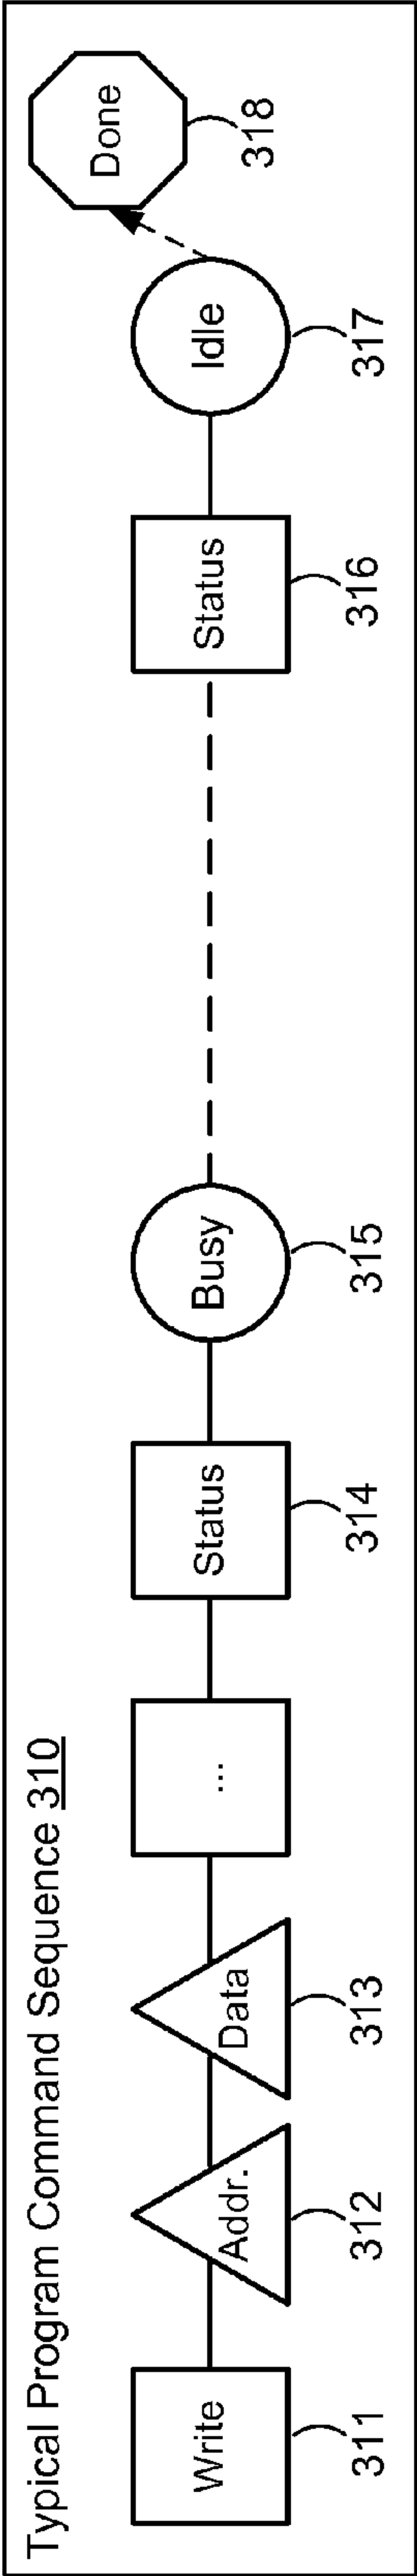 Typical Program Command Sequence 310
Write
Addr.
Data
...
Status
Busy
Status
Idle
Done
311
312
313
314
315
316
317
318